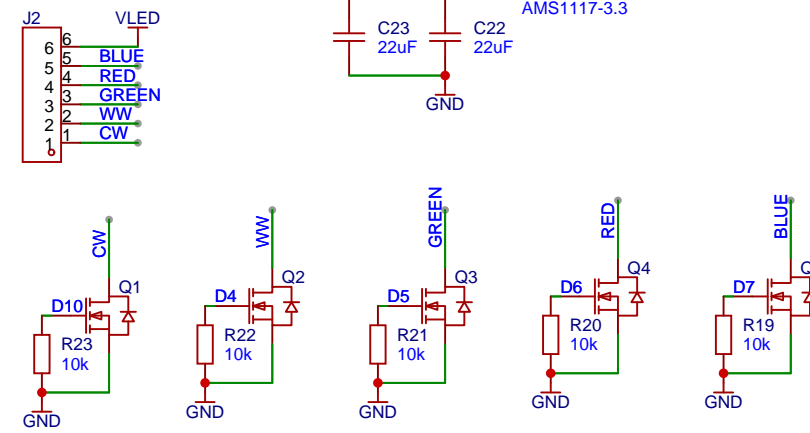 J2
VLED
6
6
BLUE
5
5
RED
4
4
GREEN
3
3
WW
2
2
CW
1
1
C23
22uF
C22
22uF
AMS1117-3.3
GND
CW
D10
Q1
R23
10k
GND
WW
D4
Q2
R22
10k
GND
GREEN
D5
Q3
R21
10k
GND
RED
D6
Q4
R20
10k
GND
BLUE
D7
R19
10k
GND